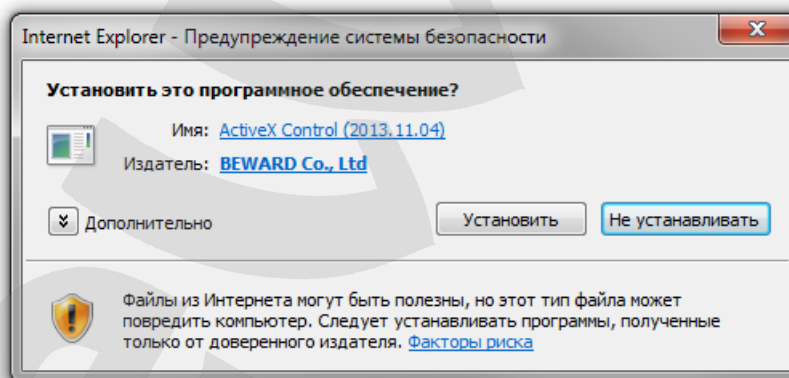 Internet Explorer - Предупреждение системы безопасности
Установить это программное обеспечение?
Имя: ActiveX Control (2013.11.04)
Издатель: BEWARD Co., Ltd
Дополнительно
Установить
Не устанавливать
Файлы из Интернета могут быть полезны, но этот тип файла может
повредить компьютер. Следует устанавливать программы, полученные
только от доверенного издателя. Факторы риска